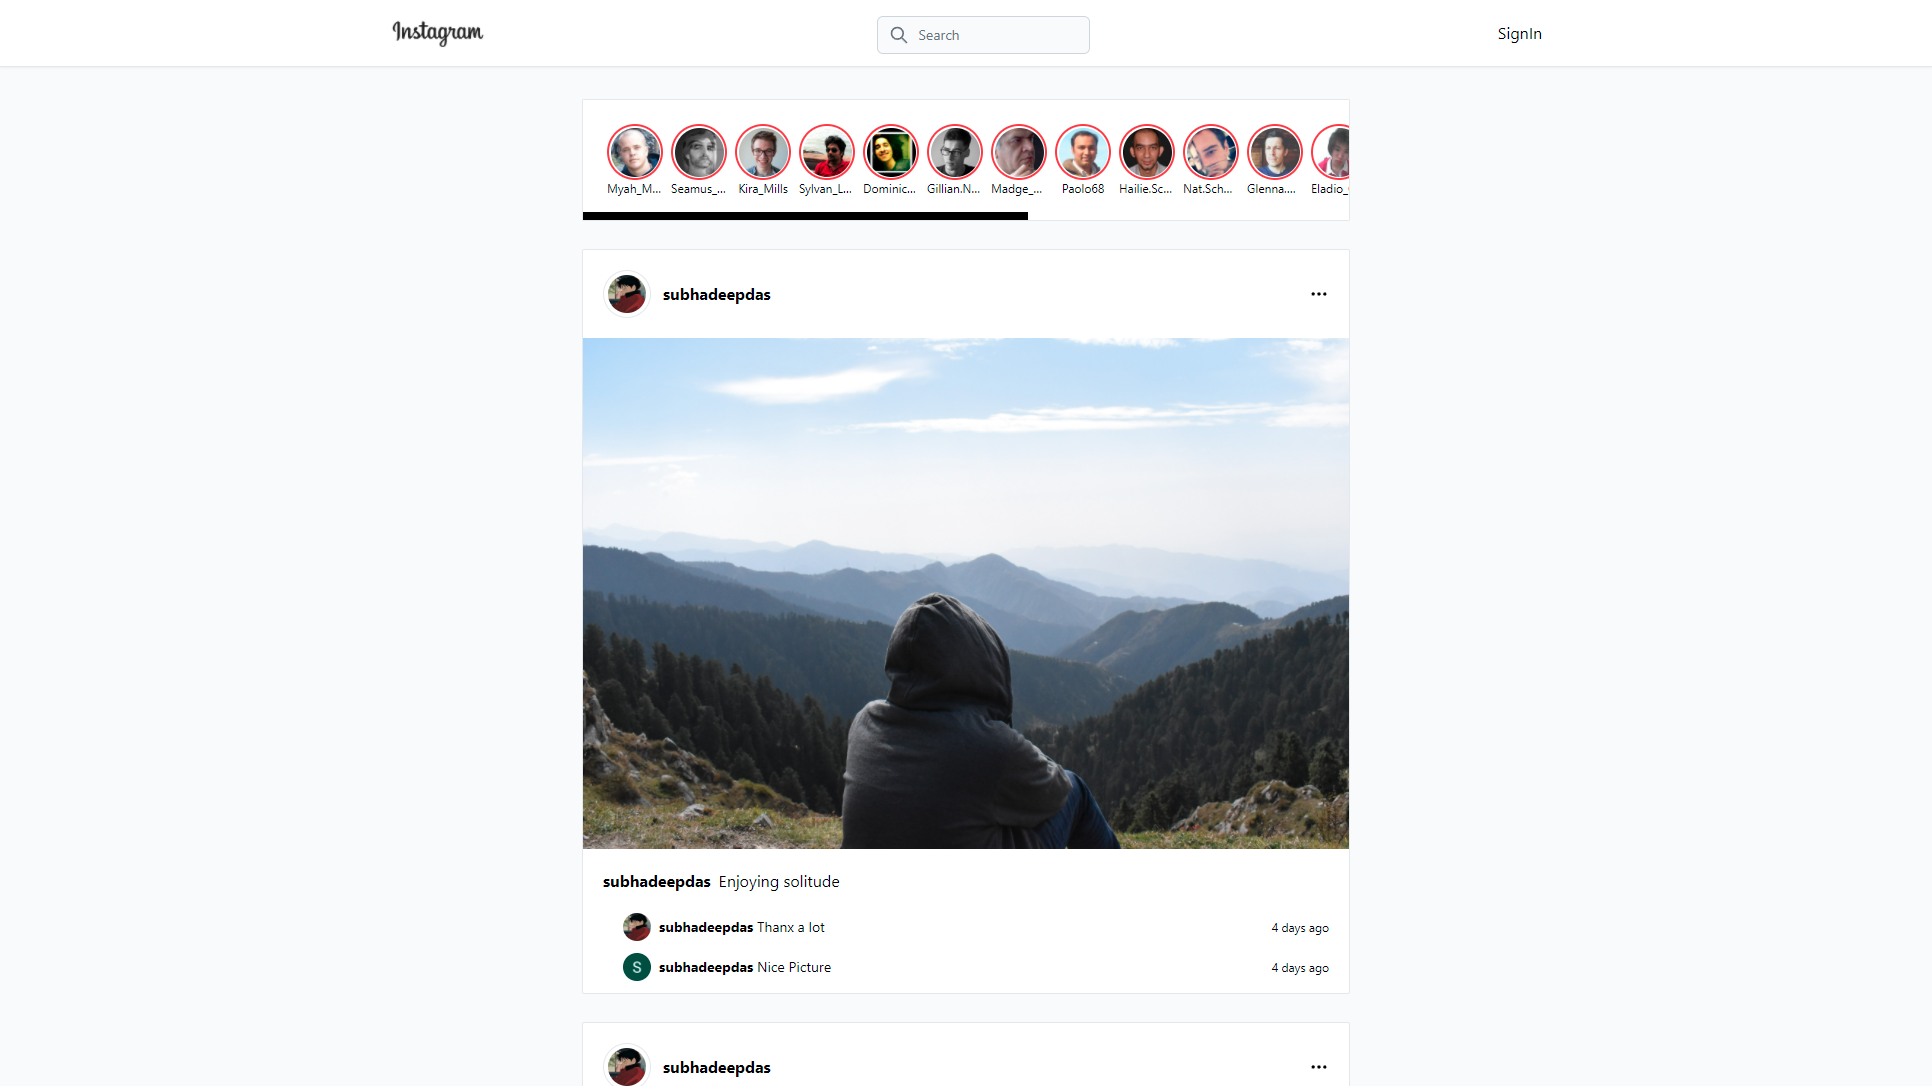 Instagram
Search
SignIn
Myah_M...
Seamus_...
Kira_Mills
Sylvan_L...
Dominic...
Gillian.N...
Madge_...
Paolo68
Hailie.Sc...
Nat.Sch...
Glenna....
Eladio_
subhadeepdas
subhadeepdas Enjoying solitude
subhadeepdas Thanx a lot
4 days ago
S
subhadeepdas Nice Picture
4 days ago
subhadeepdas